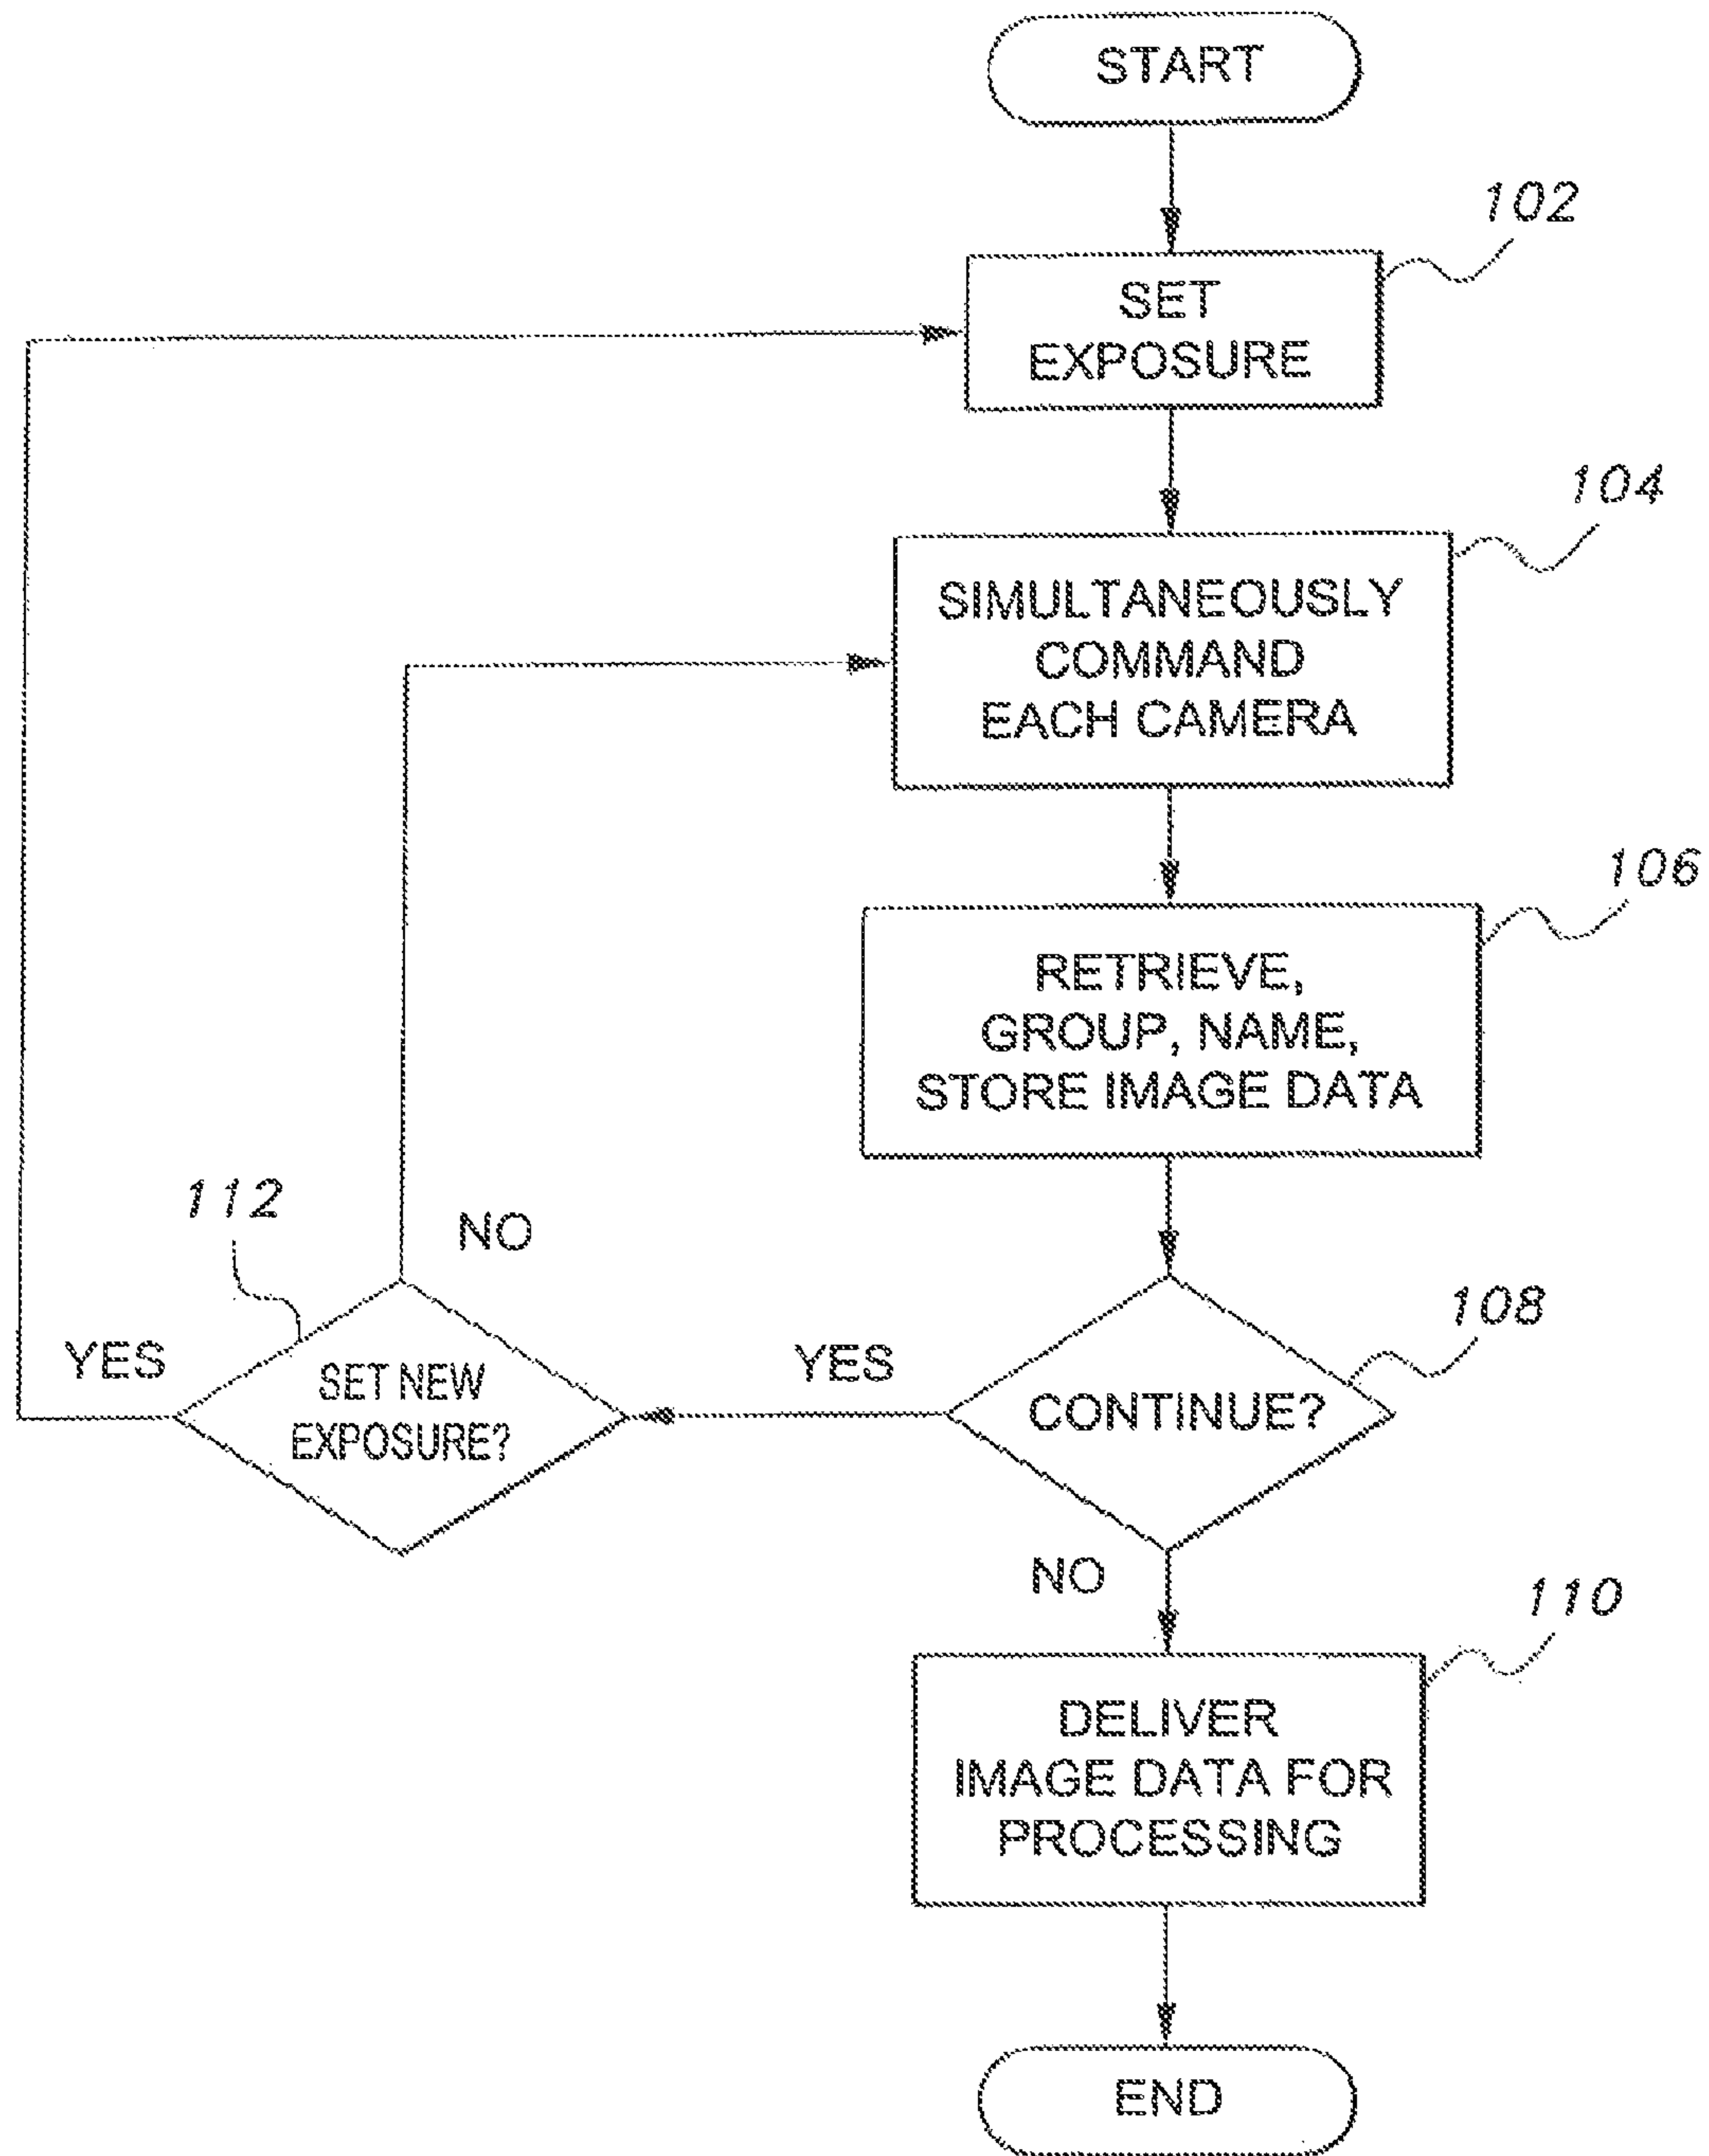 START
102
SET
EXPOSURE
104
SIMULTANEOUSLY
COMMAND
EACH CAMERA
106
RETRIEVE,
GROUP, NAME,
STORE IMAGE DATA
112
NO
108
YES
SET NEW
EXPOSURE?
YES
CONTINUE?
NO
110
DELIVER
IMAGE DATA FOR
PROCESSING
END